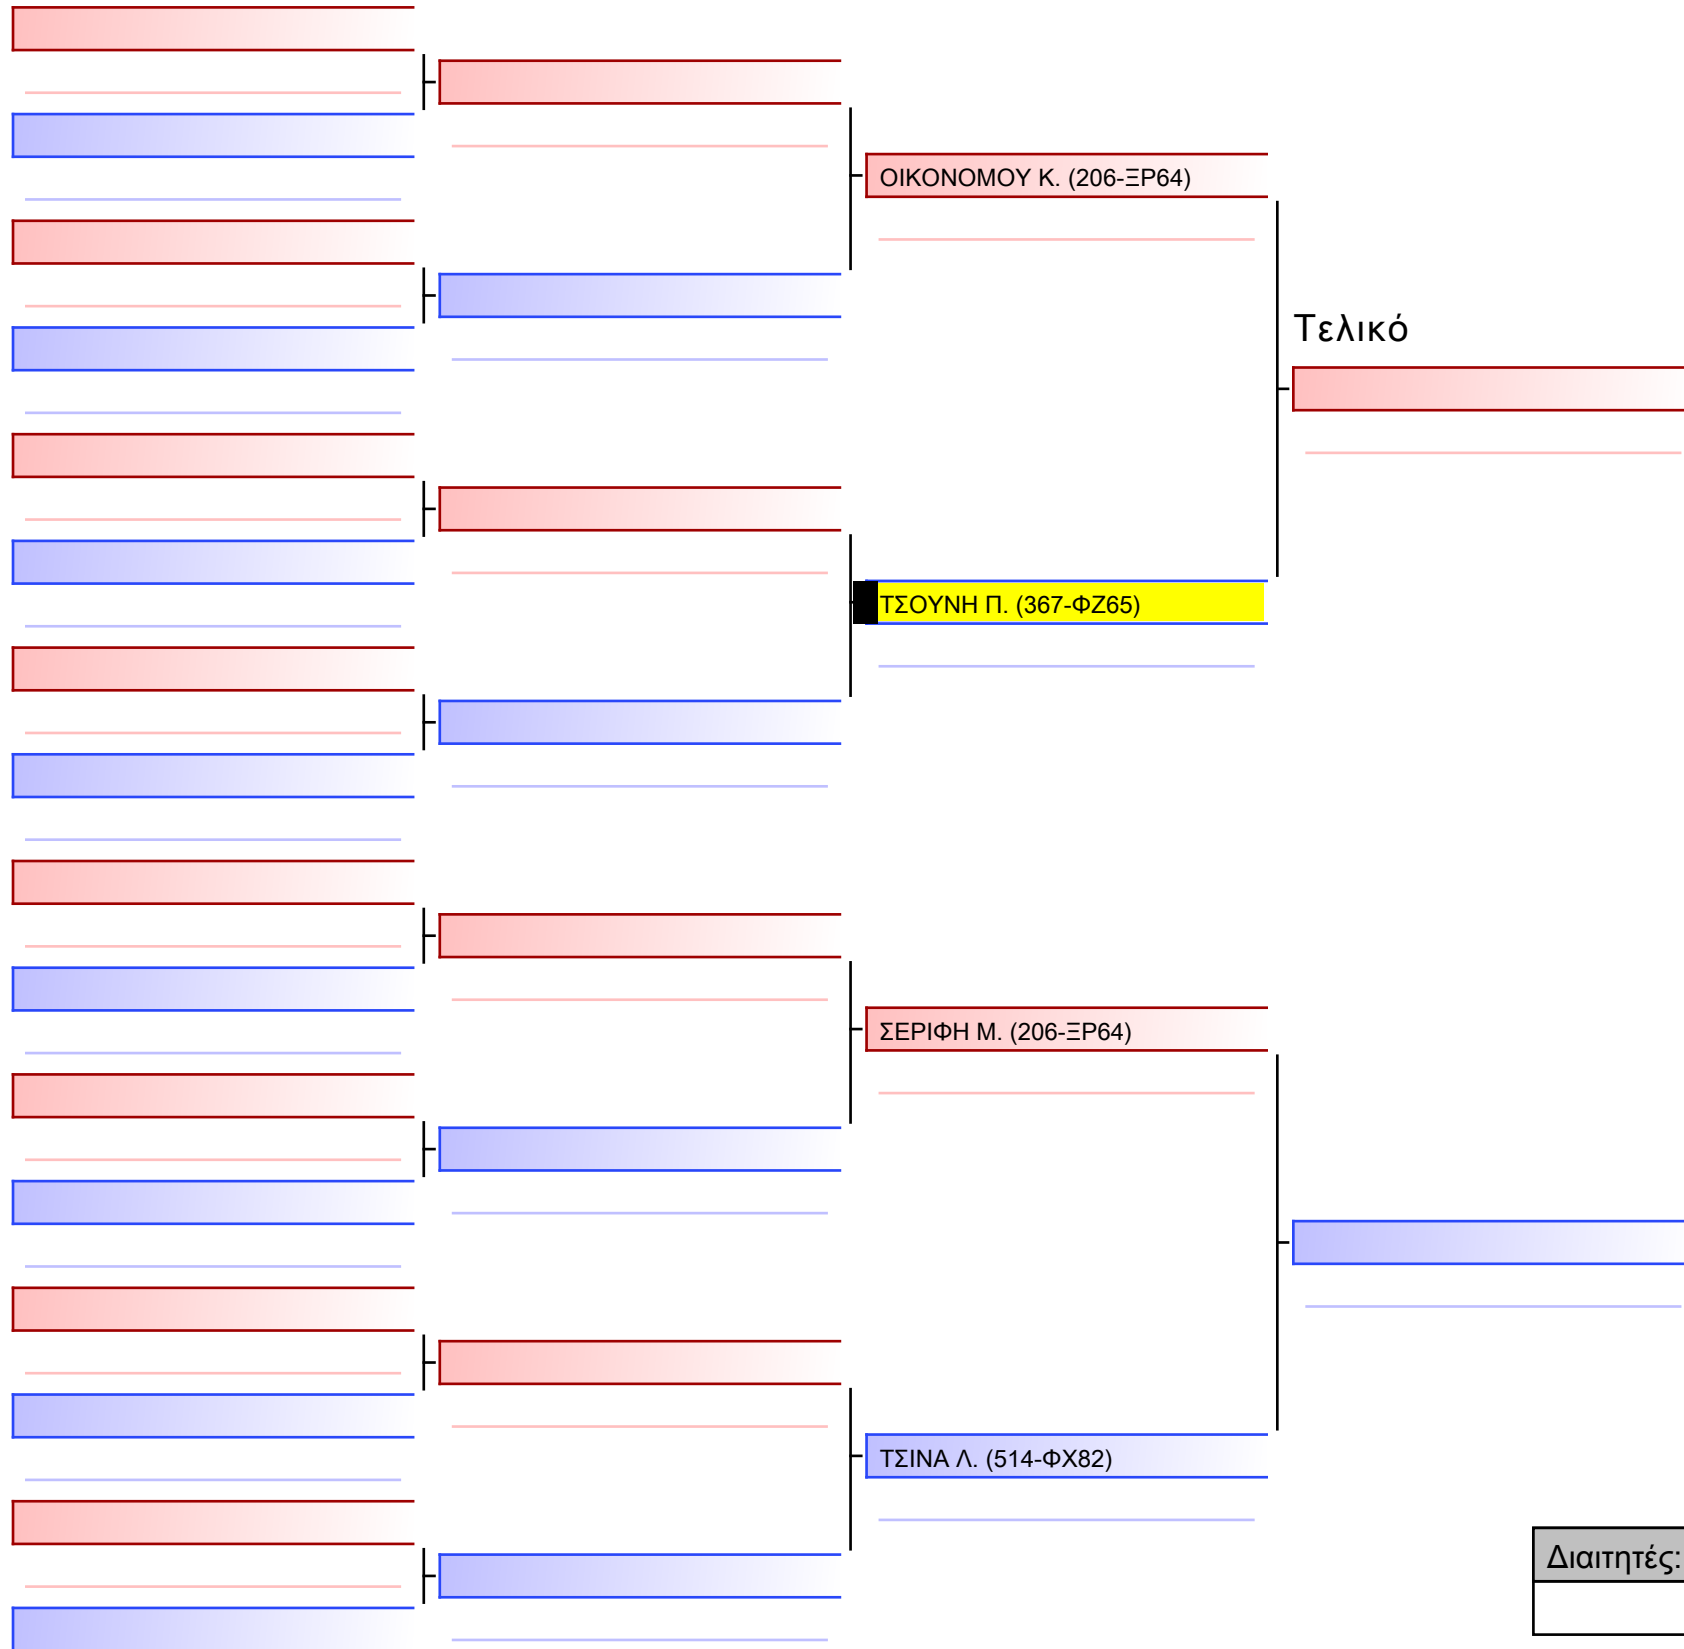 ΟΙΚΟΝΟΜΟΥ Κ. (206-ΞΡ64)
Τελικό
ΤΣΟΥΝΗ Π. (367-ΦΖ65)
ΣΕΡΙΦΗ Μ. (206-ΞΡ64)
ΤΣΙΝΑ Λ. (514-ΦΧ82)
Διαιτητές: